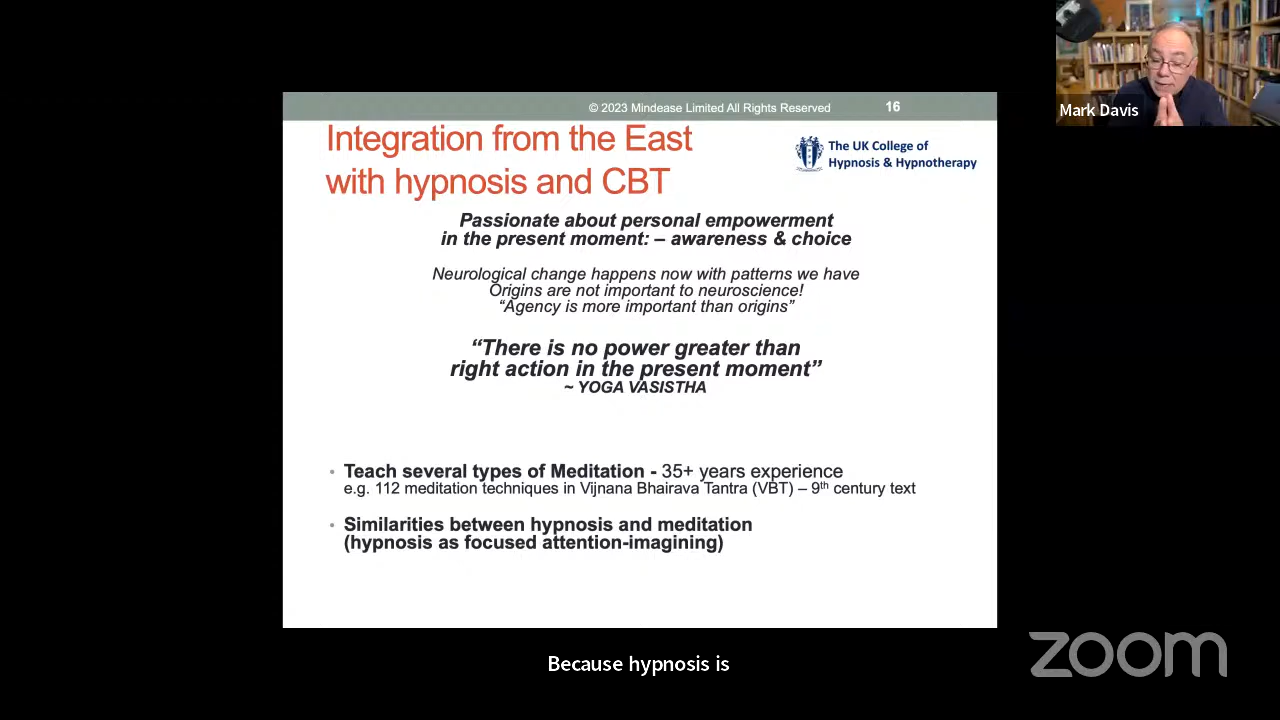 © 2023 Mindease Limited All Rights Reserved
16
Mark Davis
Integration from the East
with hypnosis and CBT
The UK College of
Hypnosis & Hypnotherapy
Passionate about personal empowerment
in the present moment: – awareness & choice
Neurological change happens now with patterns we have
Origins are not important to neuroscience!
“Agency is more important than origins”
“There is no power greater than
right action in the present moment”
~ YOGA VASISTHA
• Teach several types of Meditation - 35+ years experience
e.g. 112 meditation techniques in Vijnana Bhairava Tantra (VBT) – 9th century text
• Similarities between hypnosis and meditation
(hypnosis as focused attention-imagining)
Because hypnosis is
zoom